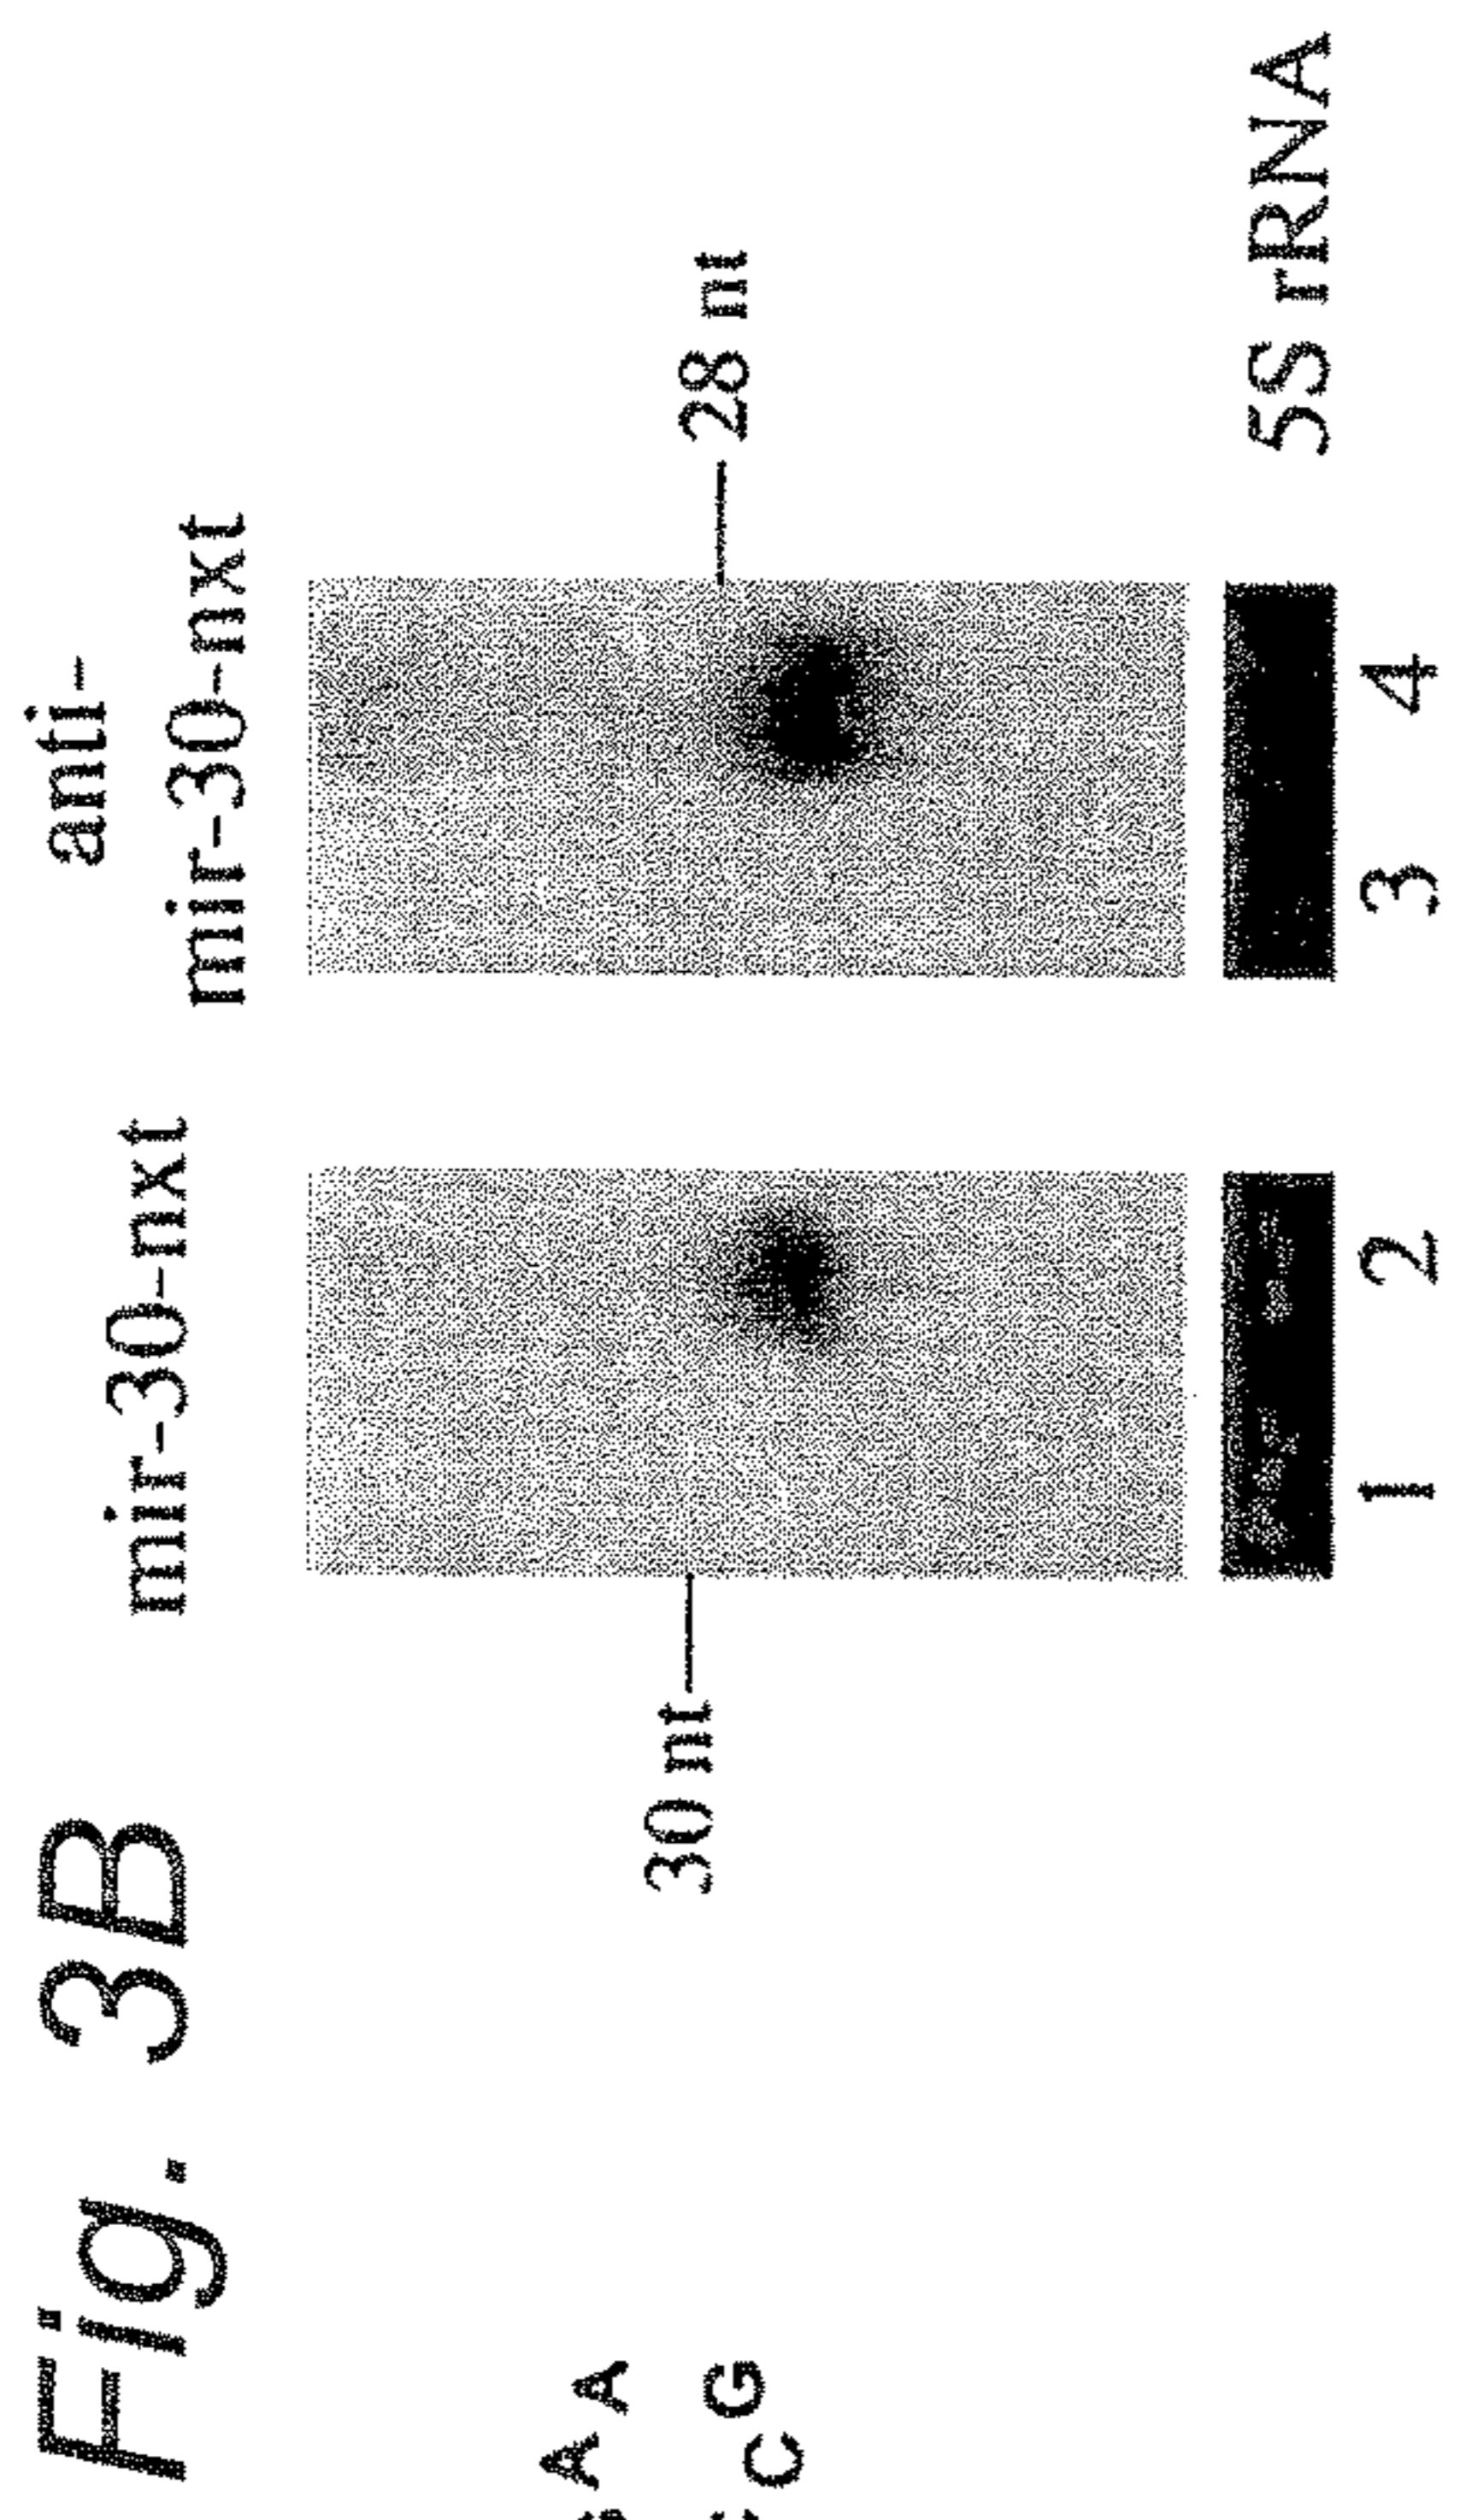 Fig. 3B
mir-30-nxt
anti-
mir-30-nxt
30 nt
28 nt
5S rRNA
1 2 3 4
A A
C G